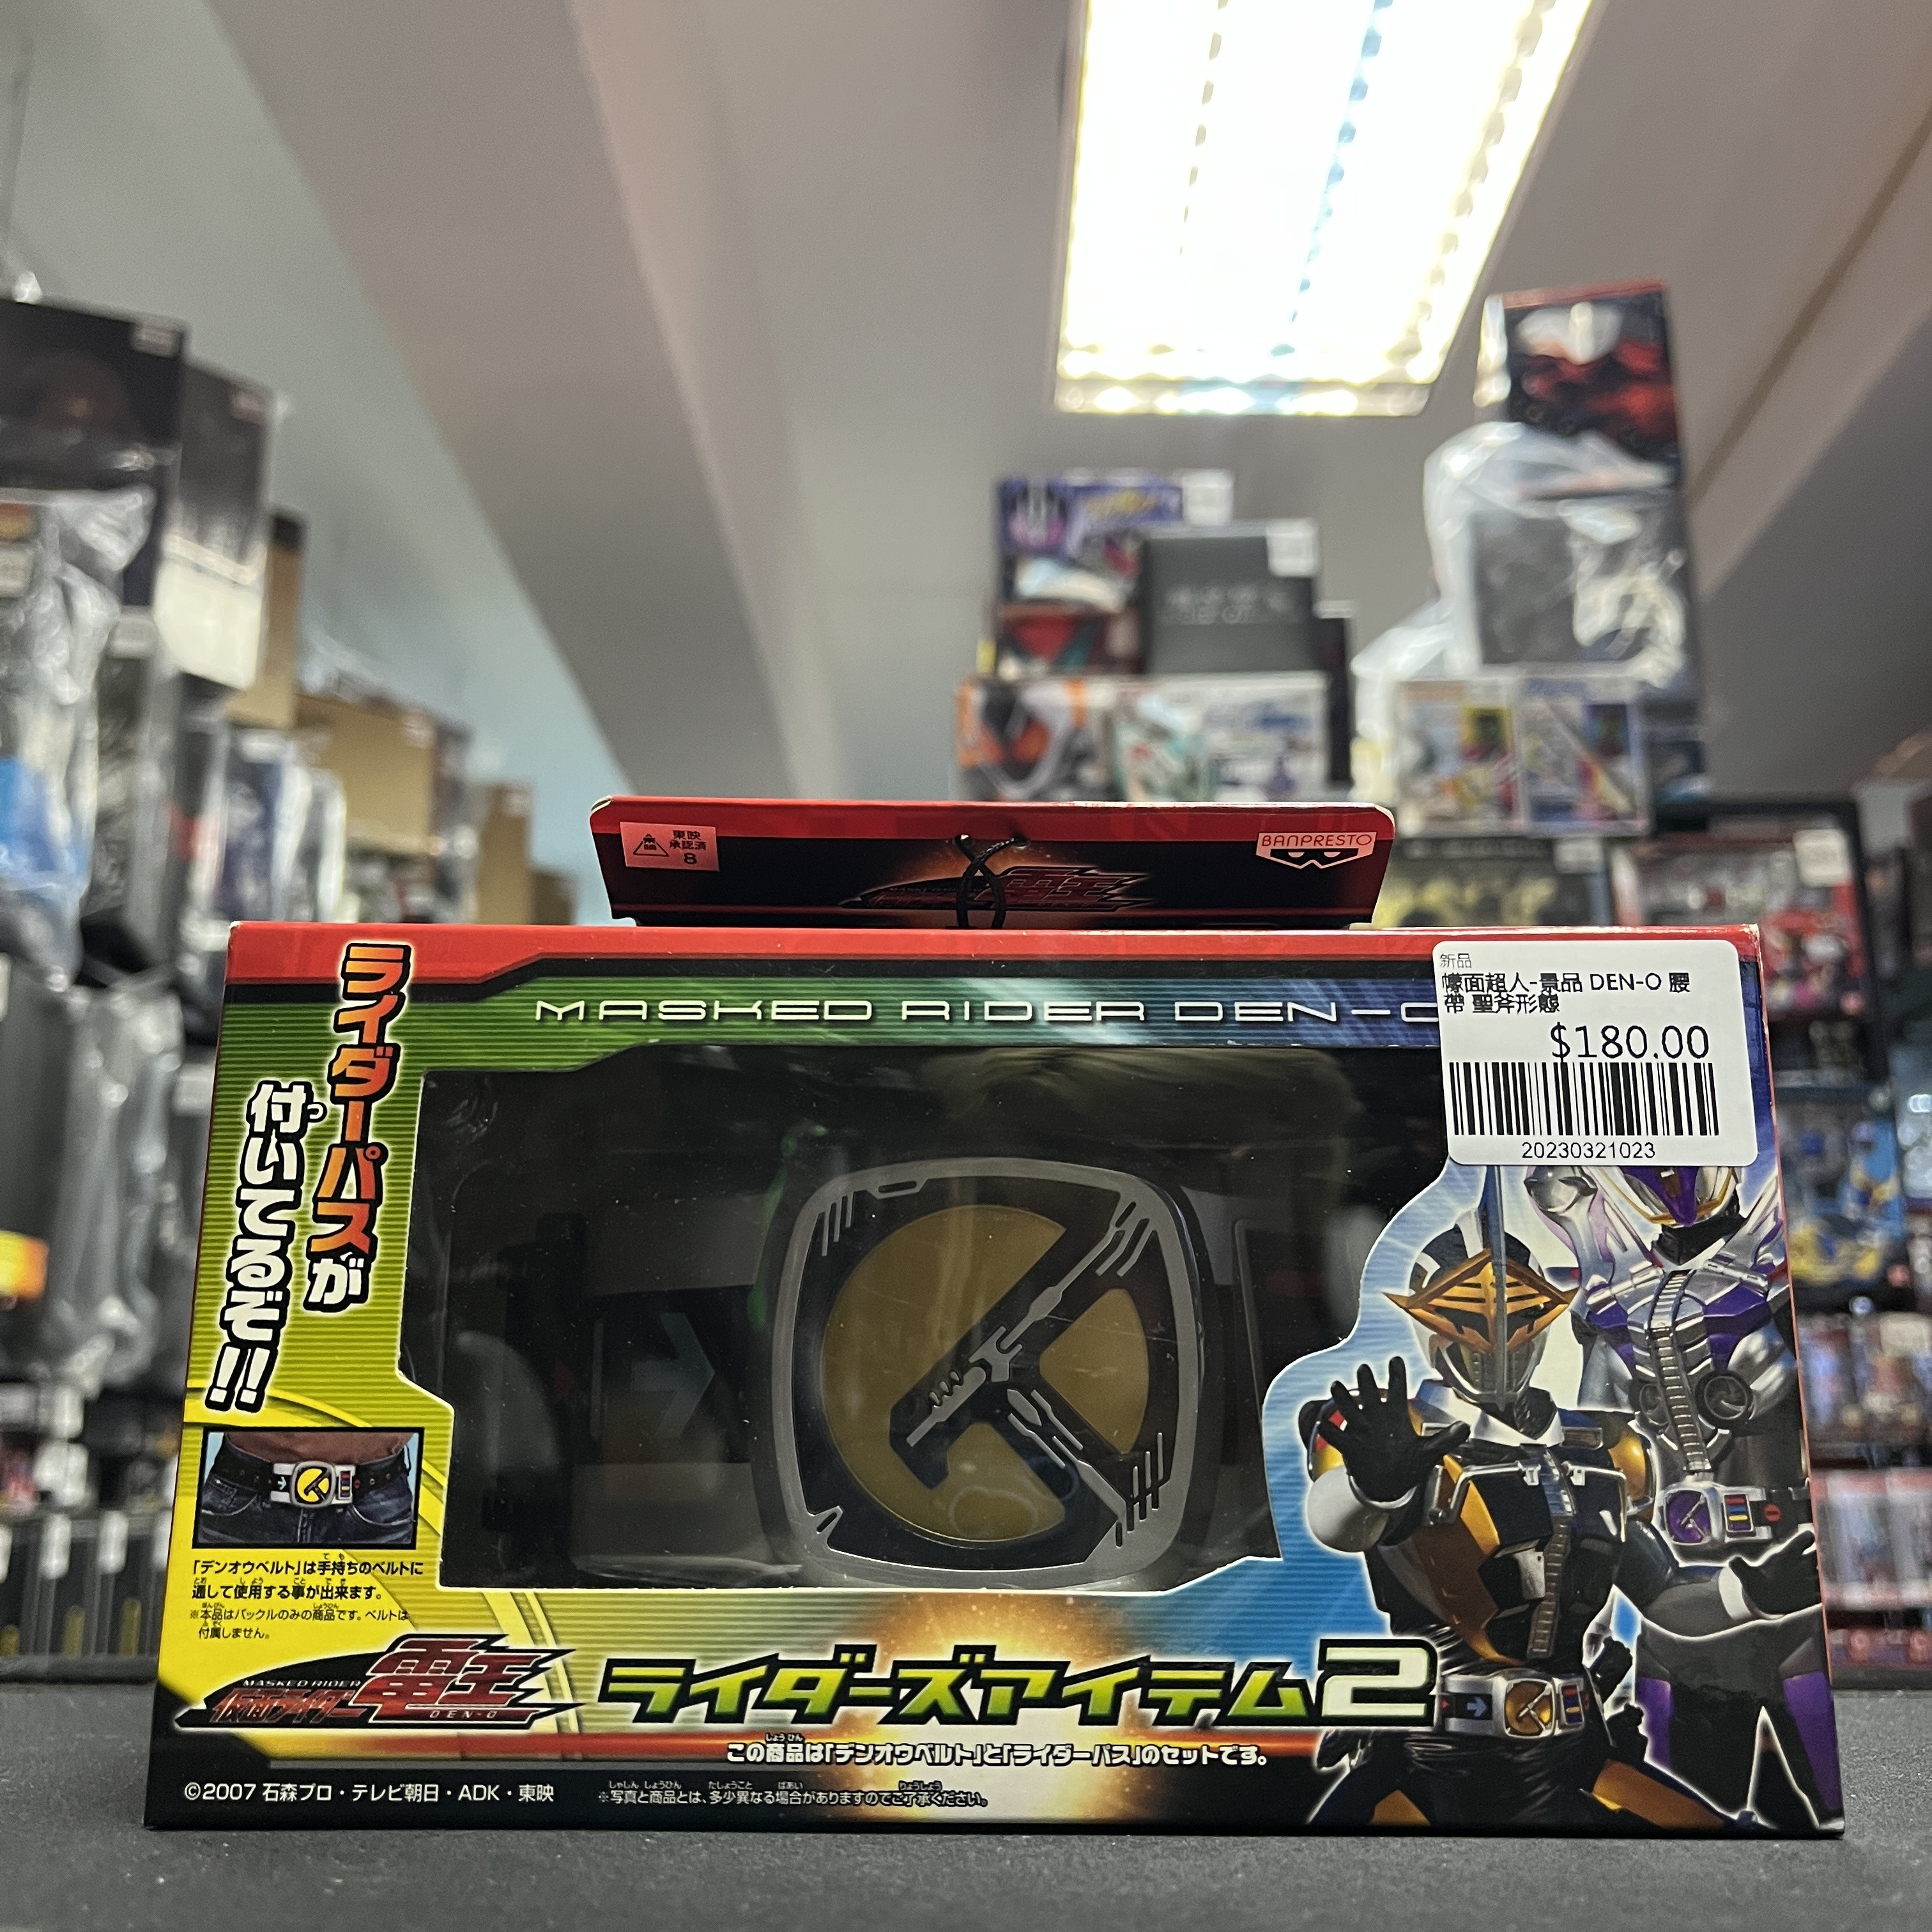 東映
承認済
8
BANPRESTO
電王
ライダーパスが
付いてるぞ!!
MASKED RIDER DEN-O
新品
幪面超人-景品 DEN-O 腰
帶 聖斧形態
$180.00
20230321023
「デンオウベルト」は手持ちのベルトに
通して使用する事が出来ます。
※本品はバックルのみの商品です。ベルトは
付属しません。
MASKED RIDER
仮面ライダー電王
DEN-O
ライダーズアイテム2
この商品は「デンオウベルト」と「ライダーパス」のセットです。
©2007 石森プロ・テレビ朝日・ADK・東映
※写真と商品とは、多少異なる場合がありますのでご了承ください。